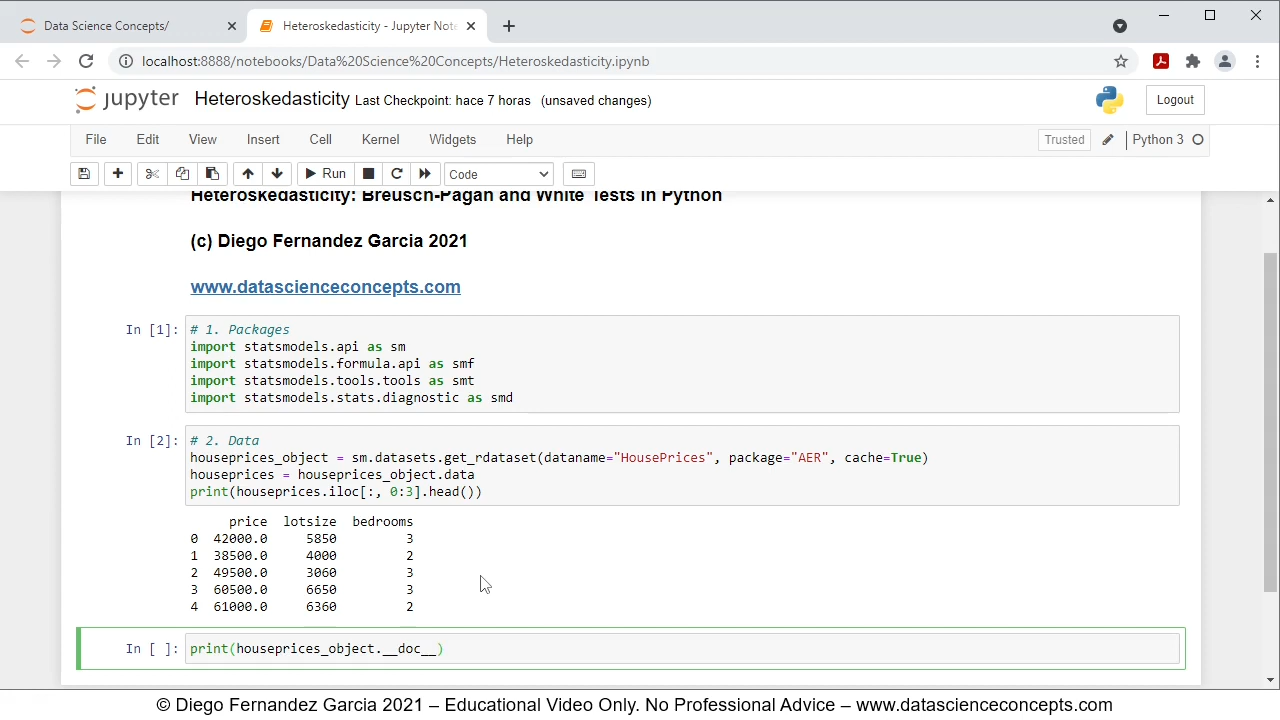 Data Science Concepts/
Heteroskedasticity - Jupyter Note
localhost:8888/notebooks/Data%20Science%20Concepts/Heteroskedasticity.ipynb
jupyter Heteroskedasticity Last Checkpoint: hace 7 horas (unsaved changes)
Logout
File Edit View Insert Cell Kernel Widgets Help
Trusted Python 3
Run Code
Heteroskedasticity: Breusch-Pagan and White Tests in Python
(c) Diego Fernandez Garcia 2021
www.datascienceconcepts.com
In [1]: # 1. Packages
import statsmodels.api as sm
import statsmodels.formula.api as smf
import statsmodels.tools.tools as smt
import statsmodels.stats.diagnostic as smd
In [2]: # 2. Data
houseprices_object = sm.datasets.get_rdataset(dataname="HousePrices", package="AER", cache=True)
houseprices = houseprices_object.data
print(houseprices.iloc[:, 0:3].head())
price lotsize bedrooms
0 42000.0 5850 3
1 38500.0 4000 2
2 49500.0 3060 3
3 60500.0 6650 3
4 61000.0 6360 2
In [ ]: print(houseprices_object.__doc__)
© Diego Fernandez Garcia 2021 – Educational Video Only. No Professional Advice – www.datascienceconcepts.com